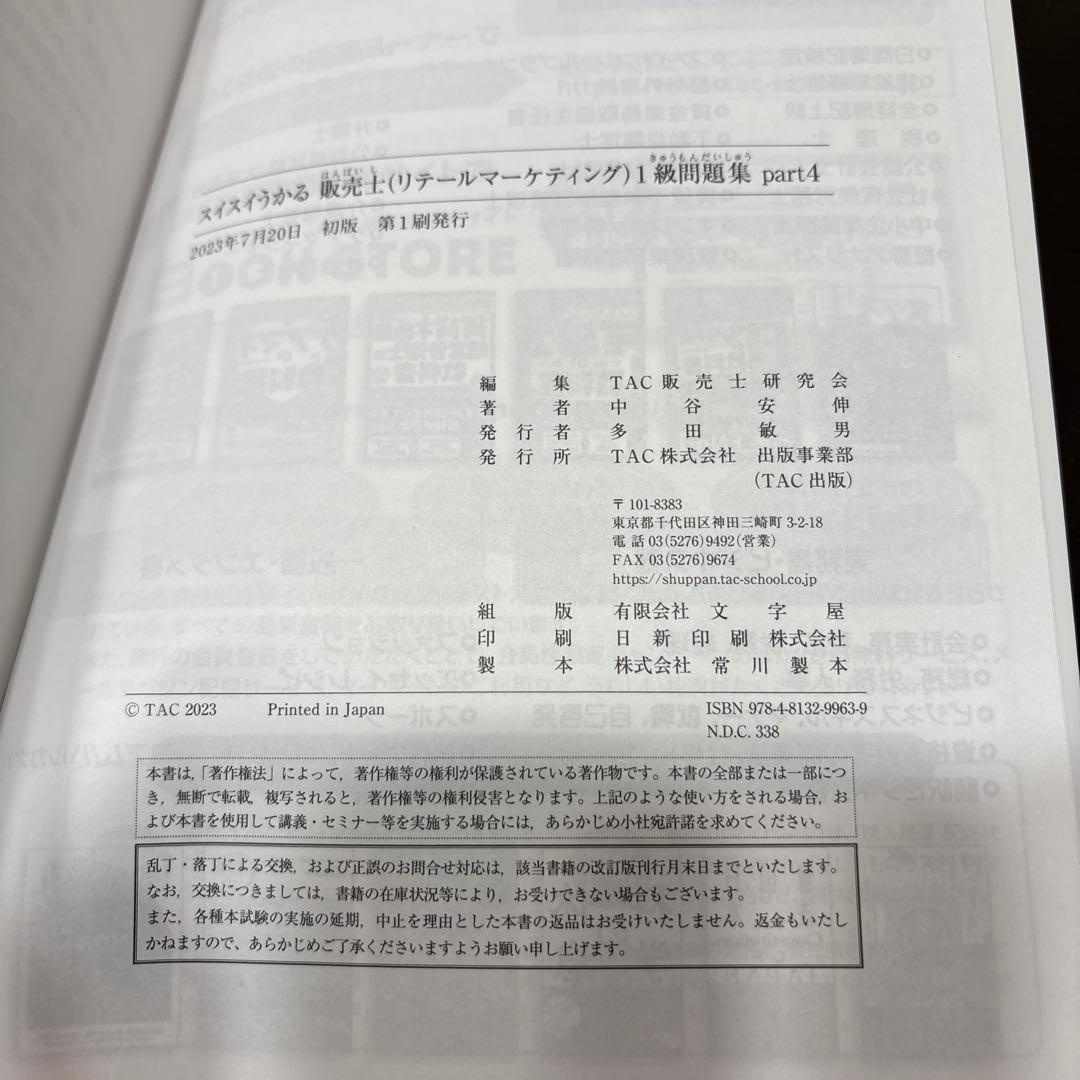 スイスイうかる 販売士(リテールマーケティング)1級問題集 part4
はんばいし きゅうもんだいしゅう
2023年7月20日 初版 第1刷発行
編集 TAC販売士研究会
著者 中谷安伸
発行者 多田敏男
発行所 TAC株式会社 出版事業部
(TAC出版)
〒101-8383
東京都千代田区神田三崎町 3-2-18
電話 03(5276)9492(営業)
FAX 03(5276)9674
https://shuppan.tac-school.co.jp
組版 有限会社 文字屋
印刷 日新印刷 株式会社
製本 株式会社 常川製本
© TAC 2023 Printed in Japan ISBN 978-4-8132-9963-9
N.D.C. 338
本書は,「著作権法」によって,著作権等の権利が保護されている著作物です。本書の全部または一部につ
き,無断で転載,複写されると,著作権等の権利侵害となります。上記のような使い方をされる場合,お
よび本書を使用して講義・セミナー等を実施する場合には,あらかじめ小社宛許諾を求めてください。
乱丁・落丁による交換,および正誤のお問合せ対応は,該当書籍の改訂版刊行月末日までといたします。
なお,交換につきましては,書籍の在庫状況等により,お受けできない場合もございます。
また,各種本試験の実施の延期,中止を理由とした本書の返品はお受けいたしません。返金もいたし
かねますので,あらかじめご了承くださいますようお願い申し上げます。